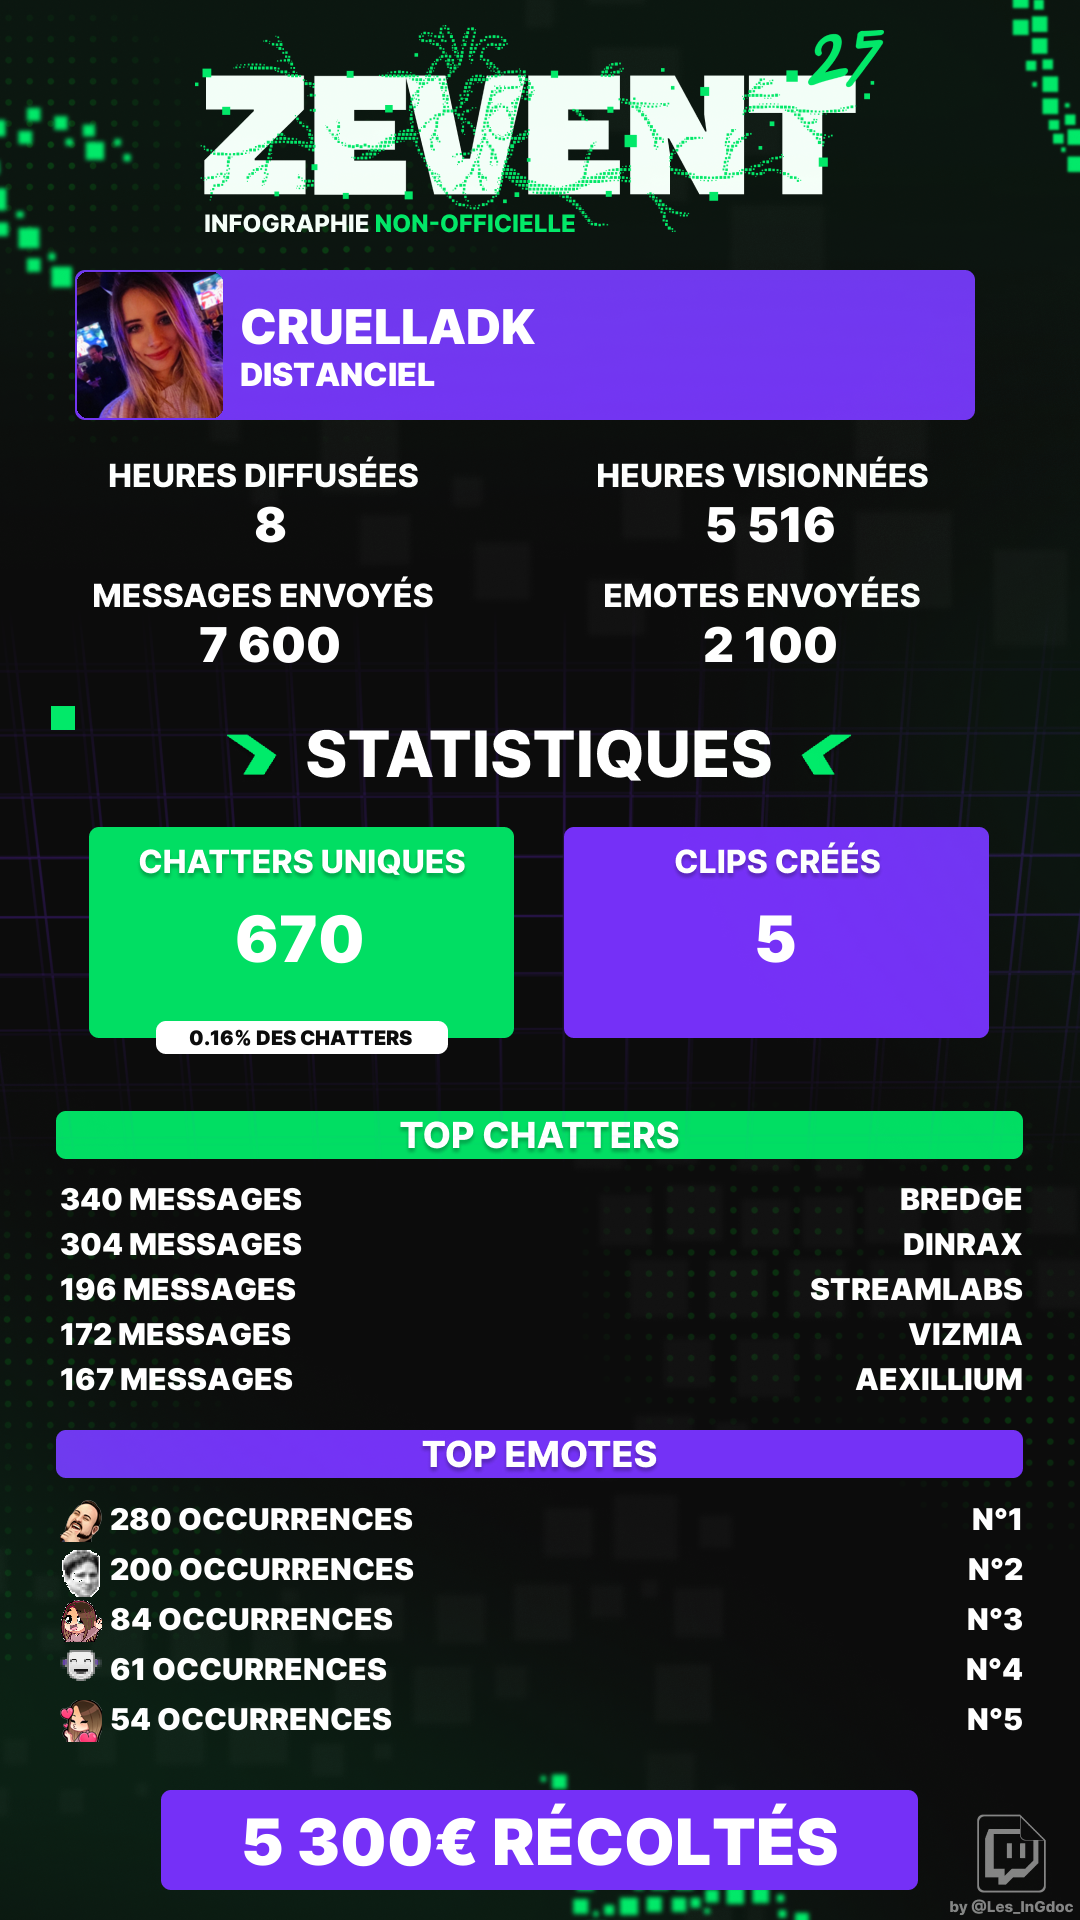 ZEVENT 25
INFOGRAPHIE NON-OFFICIELLE
CRUELLADK
DISTANCIEL
HEURES DIFFUSÉES
8
HEURES VISIONNÉES
5 516
MESSAGES ENVOYÉS
7 600
EMOTES ENVOYÉES
2 100
STATISTIQUES
CHATTERS UNIQUES
670
0.16% DES CHATTERS
CLIPS CRÉÉS
5
TOP CHATTERS
340 MESSAGES BREDGE
304 MESSAGES DINRAX
196 MESSAGES STREAMLABS
172 MESSAGES VIZMIA
167 MESSAGES AEXILLIUM
TOP EMOTES
280 OCCURRENCES N°1
200 OCCURRENCES N°2
84 OCCURRENCES N°3
61 OCCURRENCES N°4
54 OCCURRENCES N°5
5 300€ RÉCOLTÉS
by @Les_InGdoc